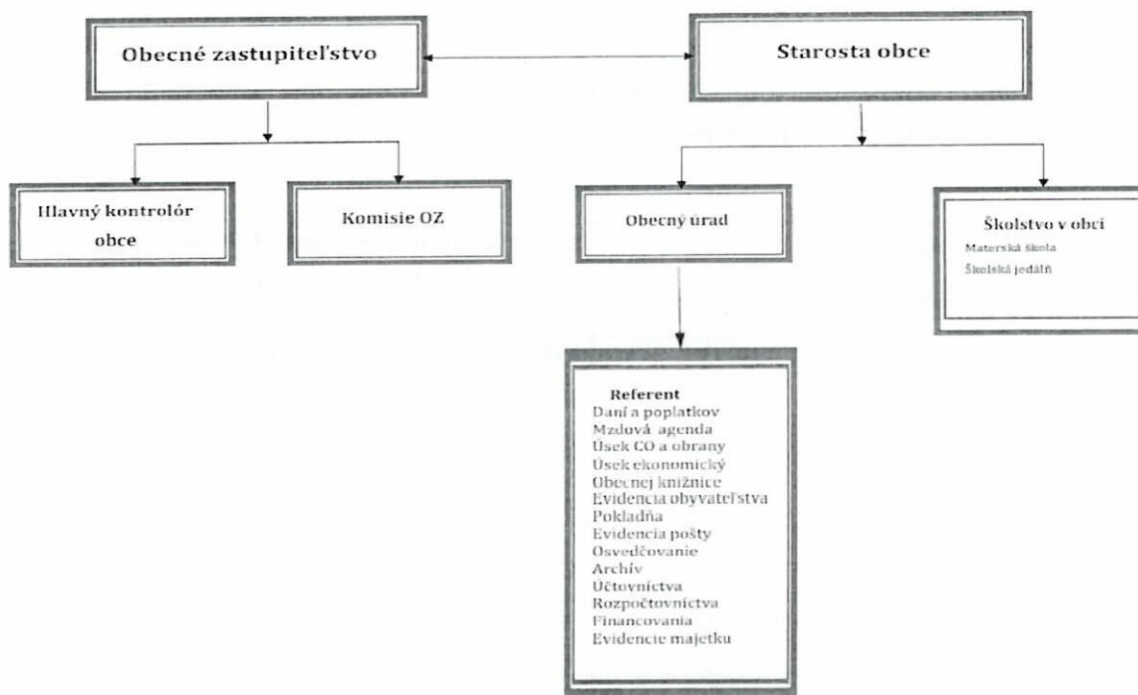 Obecné zastupiteľstvo
Starosta obce
Hlavný kontrolór
obce
Komisie OZ
Obecný úrad
Školstvo v obci
Materská škola
Školská jedálň
Referent
Daní a poplatkov
Mzdová agenda
Úsek CO a obrany
Úsek ekonomický
Obecnej knižnice
Evidencia obyvateľstva
Pokladňa
Evidencia pošty
Osvedčovanie
Archív
Účtovníctva
Rozpočtovníctva
Financovania
Evidencie majetku